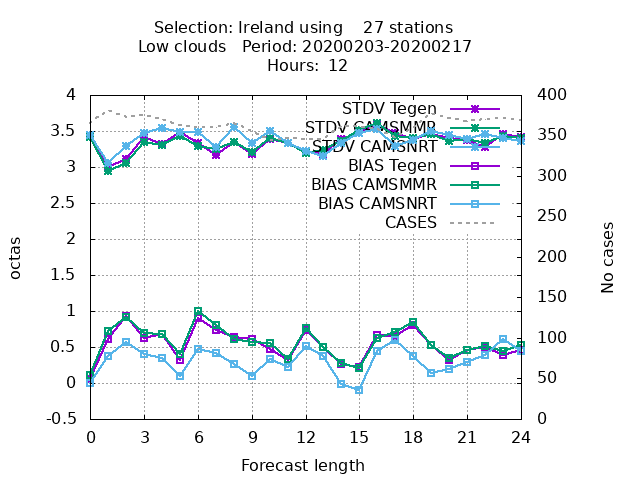 Selection: Ireland using    27 stations
Low clouds   Period: 20200203-20200217
Hours:  12
4
3.5
3
2.5
2
1.5
1
0.5
0
-0.5
octas
STDV Tegen
STDV CAMSMMR
STDV CAMSNRT
BIAS Tegen
BIAS CAMSMMR
BIAS CAMSNRT
CASES
400
350
300
250
200
150
100
50
0
No cases
0 3 6 9 12 15 18 21 24
Forecast length